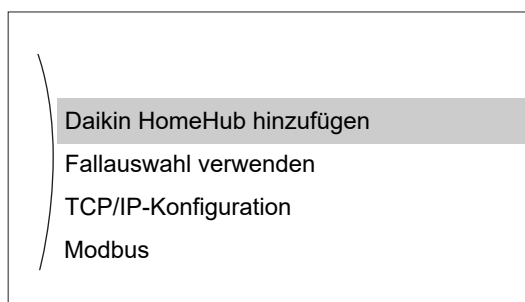 Daikin HomeHub hinzufügen
Fallauswahl verwenden
TCP/IP-Konfiguration
Modbus